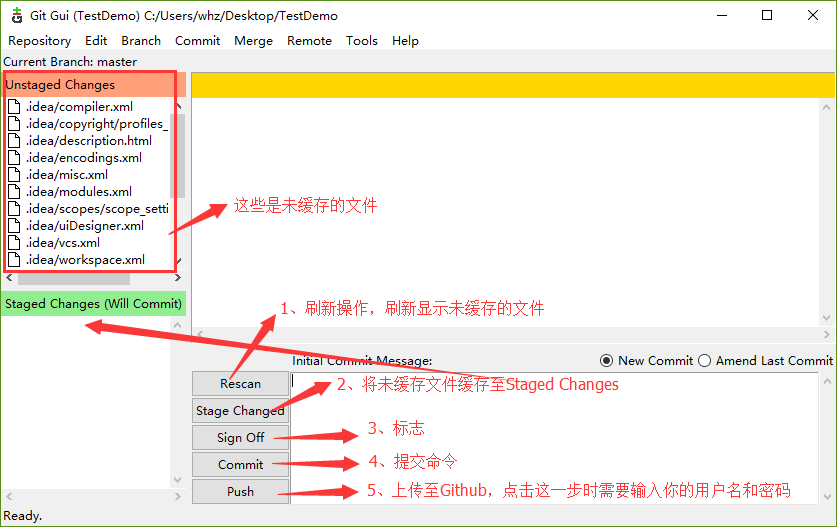 Git Gui (TestDemo) C:/Users/whz/Desktop/TestDemo
Repository Edit Branch Commit Merge Remote Tools Help
Current Branch: master
Unstaged Changes
.idea/compiler.xml
.idea/copyright/profiles_
.idea/description.html
.idea/encodings.xml
.idea/misc.xml
.idea/modules.xml
.idea/scopes/scope_setti
.idea/uiDesigner.xml
.idea/vcs.xml
.idea/workspace.xml
这些是未缓存的文件
Staged Changes (Will Commit)
1、刷新操作，刷新显示未缓存的文件
Initial Commit Message:
New Commit
Amend Last Commit
Rescan
2、将未缓存文件缓存至Staged Changes
Stage Changed
3、标志
Sign Off
4、提交命令
Commit
5、上传至Github，点击这一步时需要输入你的用户名和密码
Push
Ready.